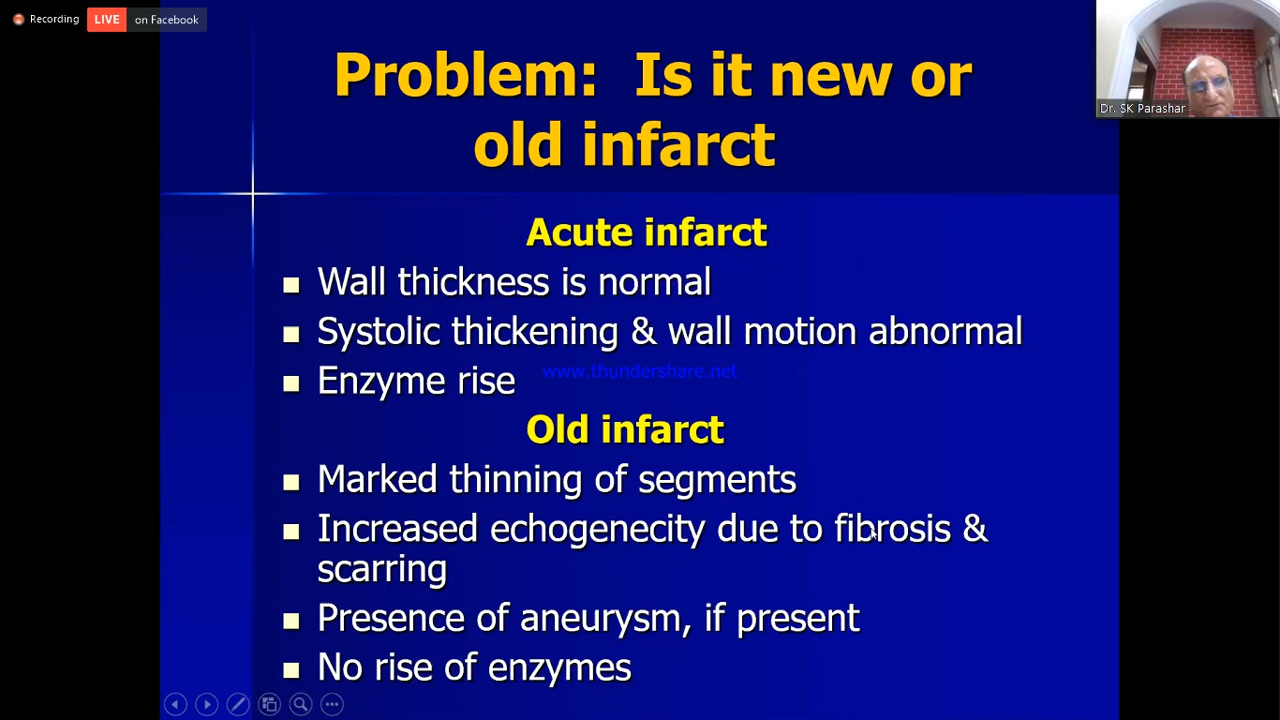 Recording
LIVE on Facebook
Problem: Is it new or
old infarct
Dr. SK Parashar
Acute infarct
Wall thickness is normal
Systolic thickening & wall motion abnormal
www.thundershare.net
Enzyme rise
Old infarct
Marked thinning of segments
Increased echogenecity due to fibrosis &
scarring
Presence of aneurysm, if present
No rise of enzymes